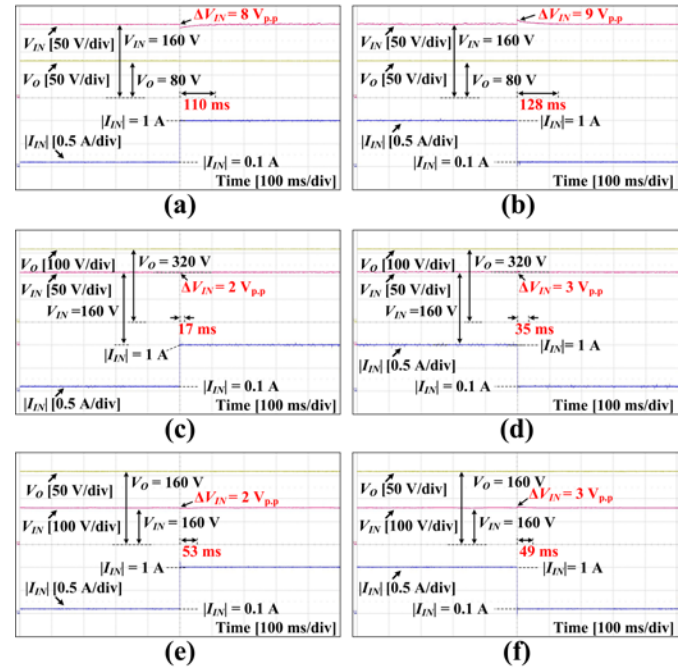 ΔV_IN = 8 V_p.p
V_IN [50 V/div]
V_IN = 160 V
V_O [50 V/div]
V_O = 80 V
110 ms
|I_IN| = 1 A
|I_IN| [0.5 A/div]
|I_IN| = 0.1 A
Time [100 ms/div]
(a)
ΔV_IN = 9 V_p.p
V_IN [50 V/div]
V_IN = 160 V
V_O [50 V/div]
V_O = 80 V
128 ms
|I_IN| = 1 A
|I_IN| [0.5 A/div]
|I_IN| = 0.1 A
Time [100 ms/div]
(b)
V_O [100 V/div]
V_O = 320 V
V_IN [50 V/div]
ΔV_IN = 2 V_p.p
V_IN =160 V
17 ms
|I_IN| = 1 A
|I_IN| [0.5 A/div]
|I_IN| = 0.1 A
Time [100 ms/div]
(c)
V_O [100 V/div]
V_O = 320 V
V_IN [50 V/div]
ΔV_IN = 3 V_p.p
V_IN =160 V
35 ms
|I_IN| = 1 A
|I_IN| [0.5 A/div]
|I_IN| = 0.1 A
Time [100 ms/div]
(d)
V_O = 160 V
V_O [50 V/div]
ΔV_IN = 2 V_p.p
V_IN [100 V/div]
V_IN = 160 V
53 ms
|I_IN| = 1 A
|I_IN| [0.5 A/div]
|I_IN| = 0.1 A
Time [100 ms/div]
(e)
V_O = 160 V
V_O [50 V/div]
ΔV_IN = 3 V_p.p
V_IN [100 V/div]
V_IN = 160 V
49 ms
|I_IN| = 1 A
|I_IN| [0.5 A/div]
|I_IN| = 0.1 A
Time [100 ms/div]
(f)